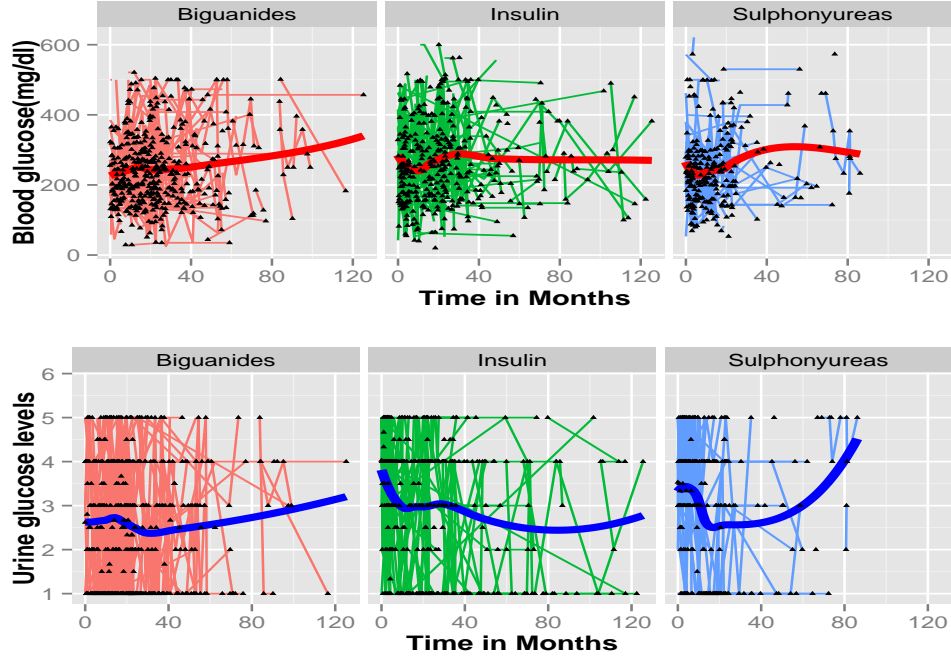 Biguanides Insulin Sulphonyureas
Blood glucose(mg/dl)
600
400
200
0
0 40 80 120 0 40 80 120 0 40 80 120
Time in Months
Biguanides Insulin Sulphonyureas
Urine glucose levels
6
5
4
3
2
1
0 40 80 120 0 40 80 120 0 40 80 120
Time in Months